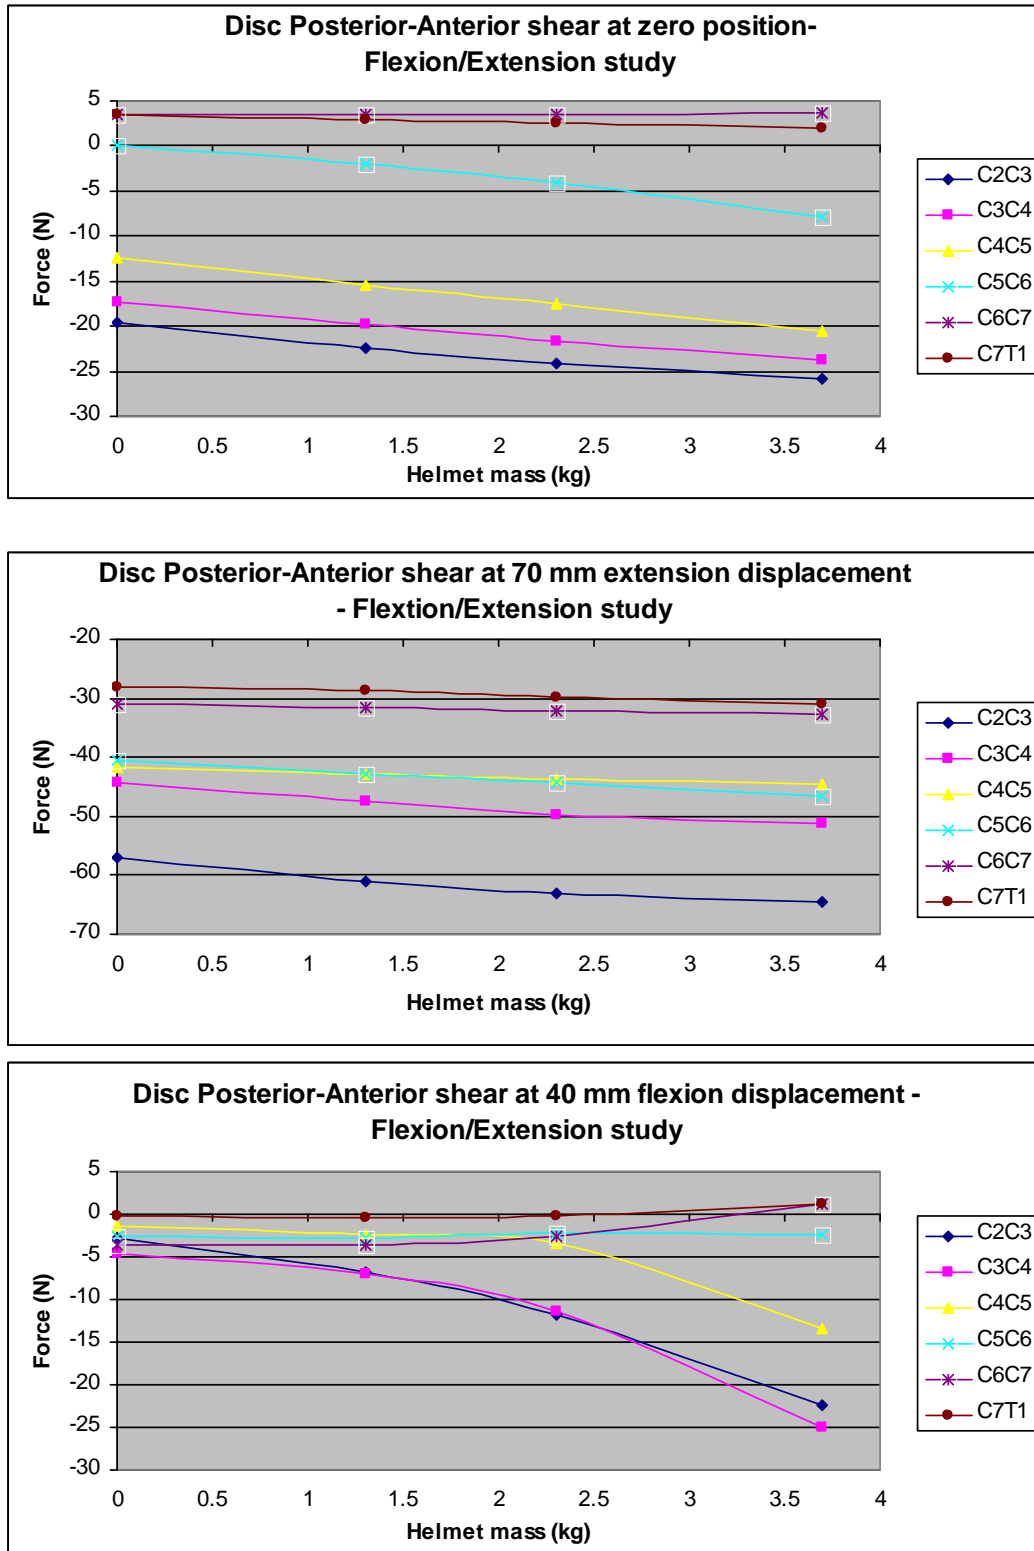 Disc Posterior-Anterior shear at zero position-
Flexion/Extension study
5
0
-5
-10
-15
-20
-25
-30
Force (N)
0 0.5 1 1.5 2 2.5 3 3.5 4
Helmet mass (kg)
C2C3
C3C4
C4C5
C5C6
C6C7
C7T1
Disc Posterior-Anterior shear at 70 mm extension displacement
- Flextion/Extension study
-20
-30
-40
-50
-60
-70
Force (N)
0 0.5 1 1.5 2 2.5 3 3.5 4
Helmet mass (kg)
C2C3
C3C4
C4C5
C5C6
C6C7
C7T1
Disc Posterior-Anterior shear at 40 mm flexion displacement -
Flexion/Extension study
5
0
-5
-10
-15
-20
-25
-30
Force (N)
0 0.5 1 1.5 2 2.5 3 3.5 4
Helmet mass (kg)
C2C3
C3C4
C4C5
C5C6
C6C7
C7T1